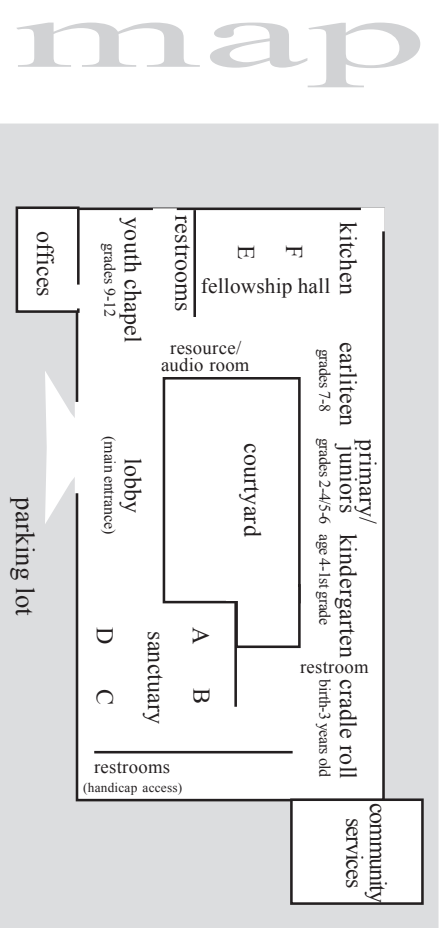 map
offices
youth chapel
grades 9-12
restrooms
E
F
fellowship hall
kitchen
resource/
audio room
earliteen
grades 7-8
primary/
juniors
grades 2-4/5-6
courtyard
lobby
(main entrance)
parking lot
kindergarten
age 4-1st grade
A
B
sanctuary
D
C
restroom
cradle roll
birth-3 years old
restrooms
(handicap access)
community
services